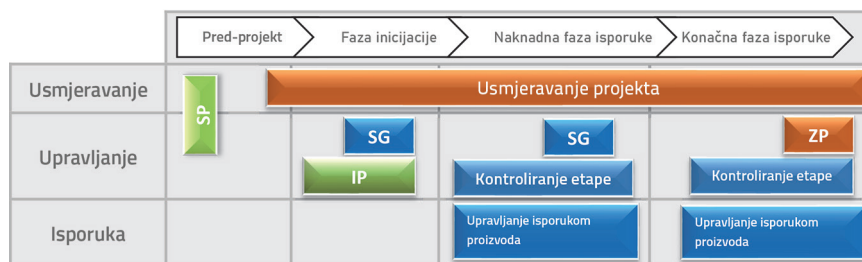 Pred-projekt
Faza inicijacije
Naknadna faza isporuke
Konačna faza isporuke
Usmjeravanje
SP
Usmjeravanje projekta
Upravljanje
SG
SG
ZP
IP
Kontroliranje etape
Kontroliranje etape
Isporuka
Upravljanje isporukom
proizvoda
Upravljanje isporukom
proizvoda